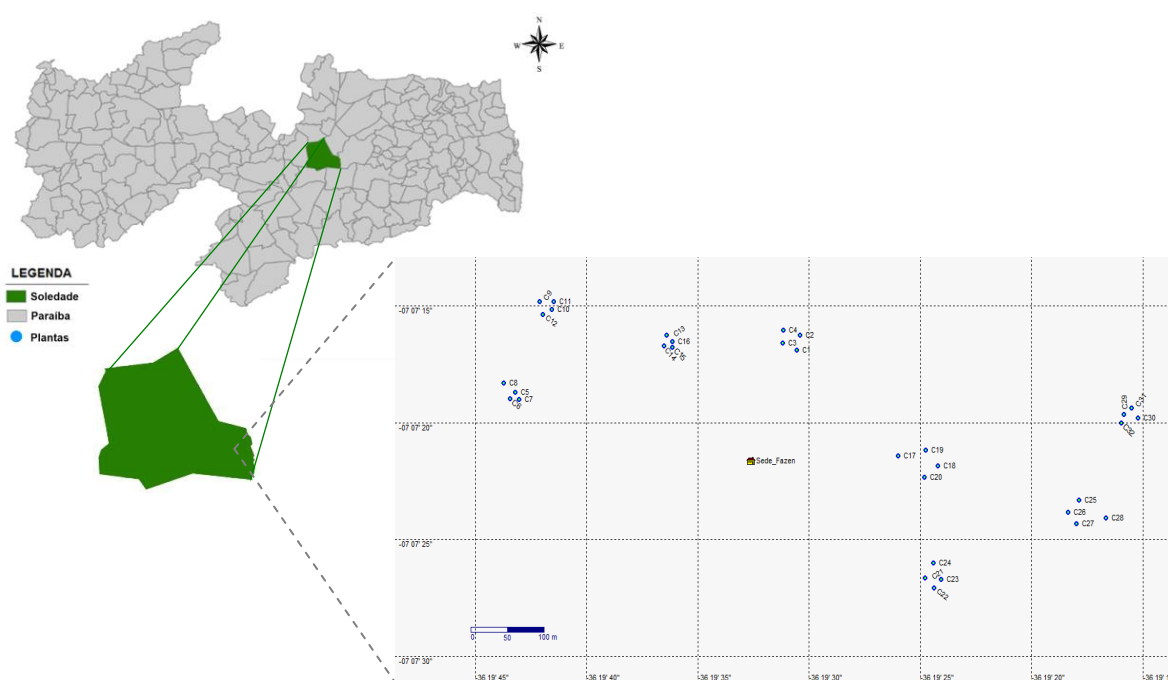 N
W E
S
LEGENDA
Soledade
Paraíba
Plantas
-07 07' 15"
-07 07' 20"
-07 07' 25"
-07 07' 30"
C9
C11
C10
C12
C13
C16
C15
C14
C4
C2
C3
C1
C8
C5
C7
C6
C29
C31
C30
C32
C17
C19
C18
C20
Sede_Fazen
C25
C26
C27
C28
C24
C21
C23
C22
0 50 100 m
-36 19' 45"
-36 19' 40"
-36 19' 35"
-36 19' 30"
-36 19' 25"
-36 19' 20"
-36 19'